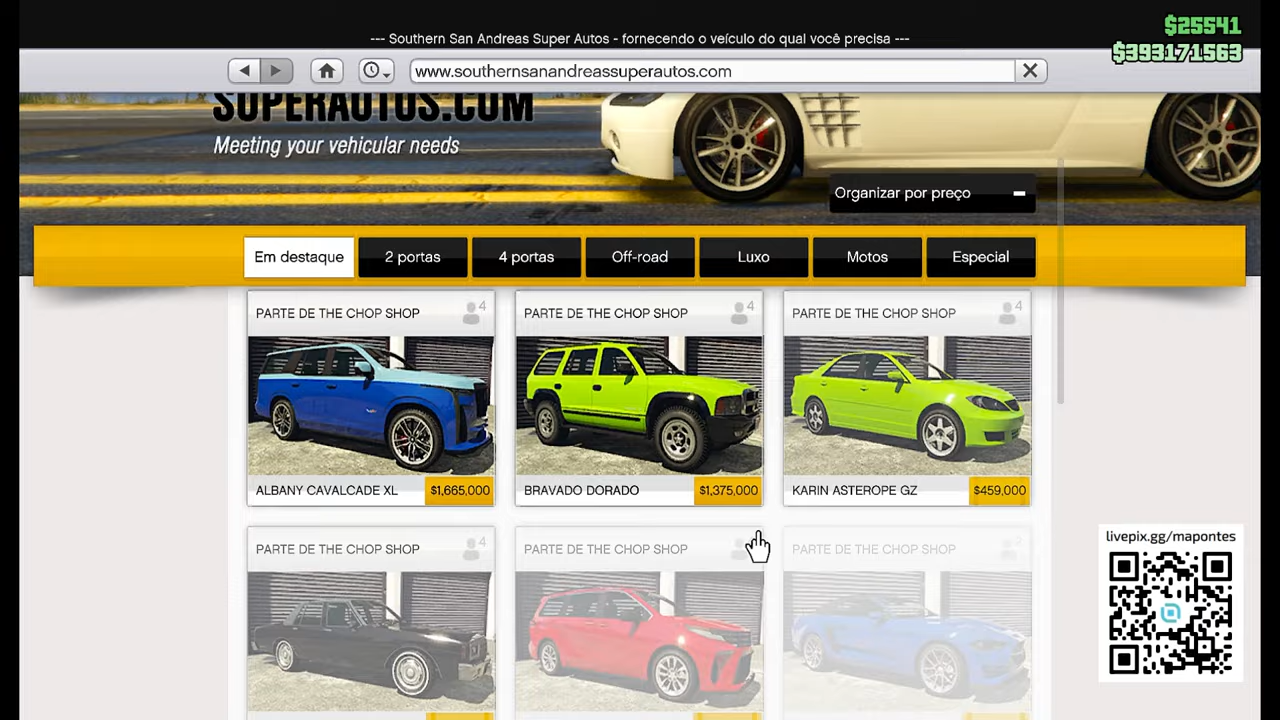 $25541
--- Southern San Andreas Super Autos - fornecendo o veículo do qual você precisa ---
$393171563
www.southernsanandreassuperautos.com
SUPERAUTOS.COM
Meeting your vehicular needs
Organizar por preço
Em destaque
2 portas
4 portas
Off-road
Luxo
Motos
Especial
PARTE DE THE CHOP SHOP
4
PARTE DE THE CHOP SHOP
4
PARTE DE THE CHOP SHOP
4
ALBANY CAVALCADE XL
$1,665,000
BRAVADO DORADO
$1,375,000
KARIN ASTEROPE GZ
$459,000
livepix.gg/mapontes
PARTE DE THE CHOP SHOP
4
PARTE DE THE CHOP SHOP
PARTE DE THE CHOP SHOP